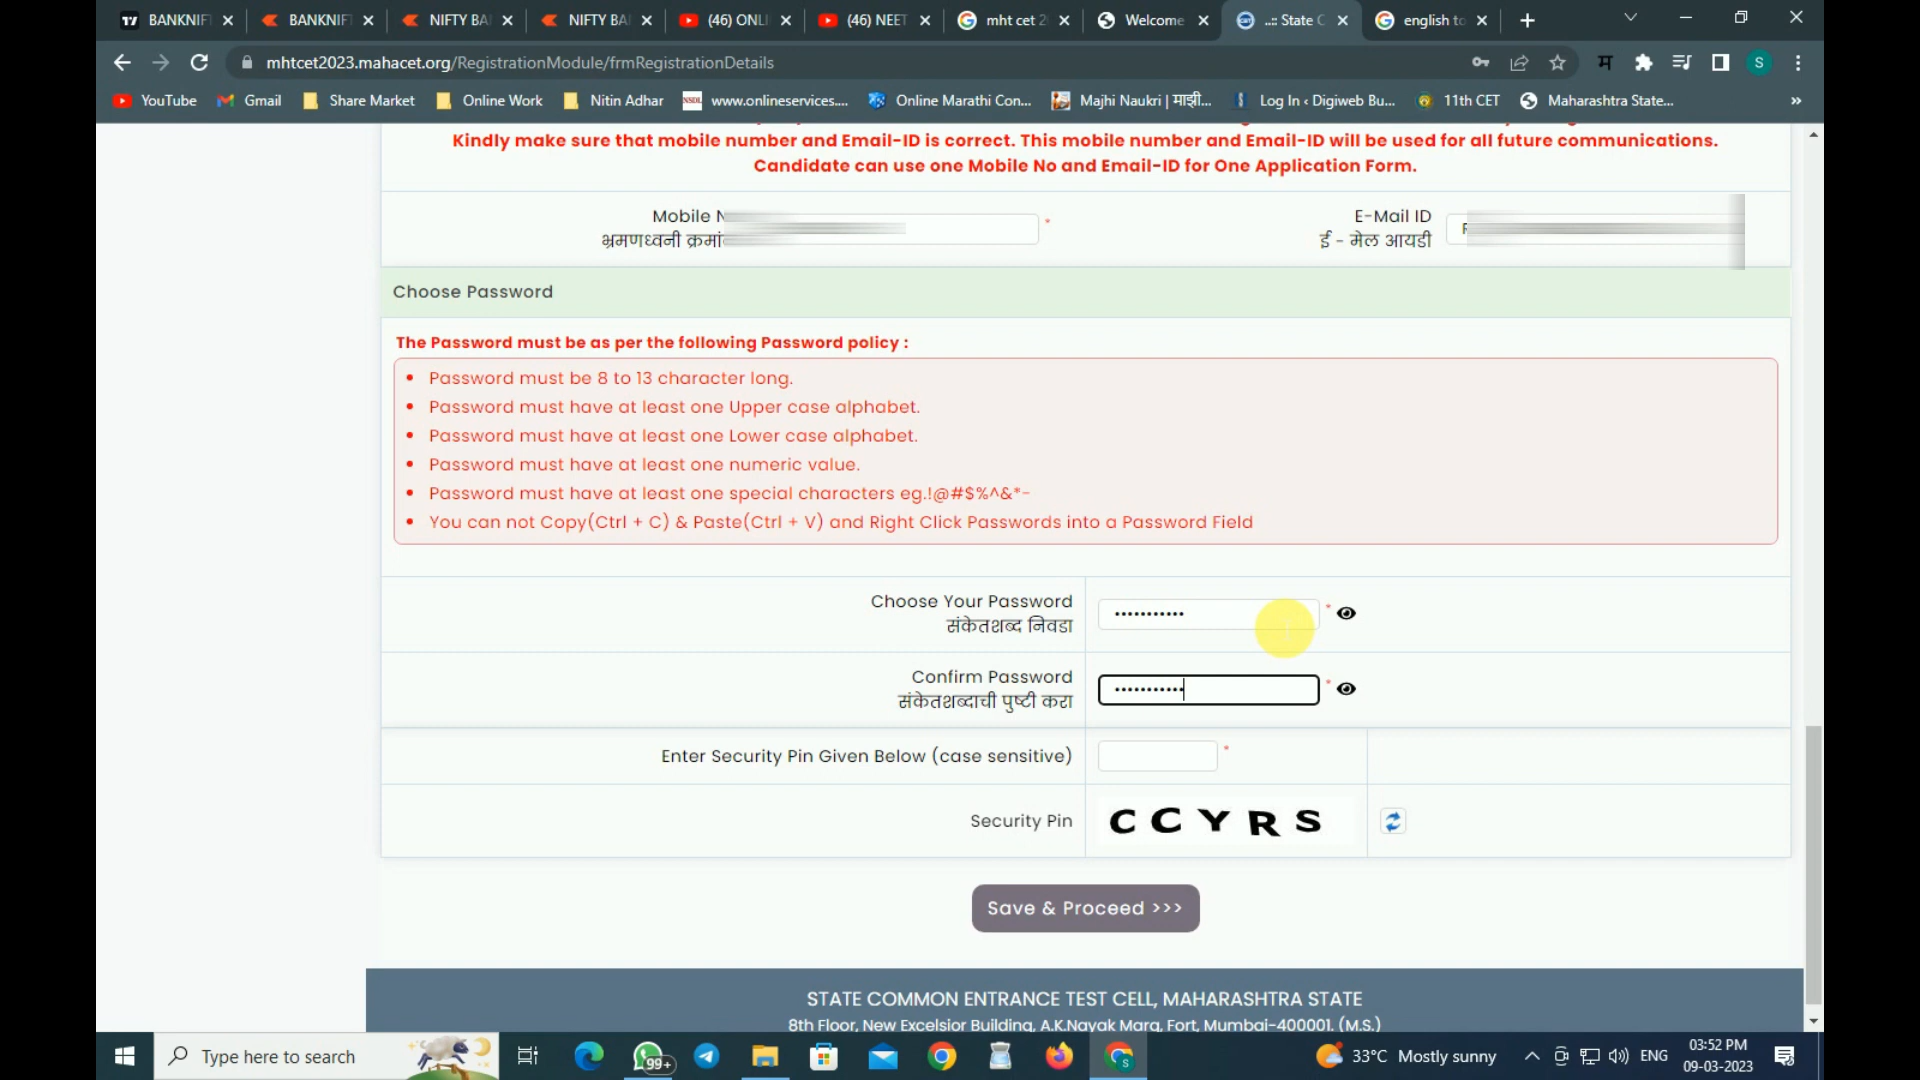 BANKNIF
BANKNIF
NIFTY BA
NIFTY BA
(46) ONLI
(46) NEET
mht cet 2
Welcome
..:: State C
english to
mhtcet2023.mahacet.org/RegistrationModule/frmRegistrationDetails
म
S
YouTube
Gmail
Share Market
Online Work
Nitin Adhar
NSDL
www.onlineservices....
Online Marathi Con...
Majhi Naukri | माझी...
Log In ‹ Digiweb Bu...
11th CET
Maharashtra State...
»
Kindly make sure that mobile number and Email-ID is correct. This mobile number and Email-ID will be used for all future communications.
Candidate can use one Mobile No and Email-ID for One Application Form.
Mobile N
भ्रमणध्वनी क्रमां
*
E-Mail ID
ई - मेल आयडी
Choose Password
The Password must be as per the following Password policy :
• Password must be 8 to 13 character long.
• Password must have at least one Upper case alphabet.
• Password must have at least one Lower case alphabet.
• Password must have at least one numeric value.
• Password must have at least one special characters eg.!@#$%^&*-
• You can not Copy(Ctrl + C) & Paste(Ctrl + V) and Right Click Passwords into a Password Field
Choose Your Password
संकेतशब्द निवडा
••••••••••• *
Confirm Password
संकेतशब्दाची पुष्टी करा
••••••••••• *
Enter Security Pin Given Below (case sensitive)
*
Security Pin
C C Y R S
Save & Proceed >>>
STATE COMMON ENTRANCE TEST CELL, MAHARASHTRA STATE
8th Floor, New Excelsior Building, A.K.Nayak Marg, Fort, Mumbai-400001. (M.S.)
Type here to search
99+
S
33°C Mostly sunny
ENG
03:52 PM
09-03-2023